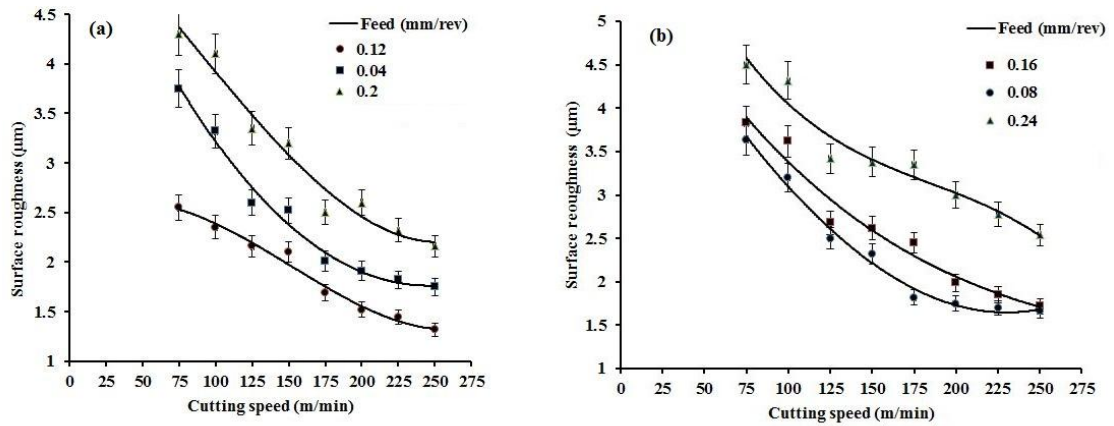 (a)
Feed (mm/rev)
0.12
0.04
0.2
4.5
4
3.5
3
2.5
2
1.5
1
Surface roughness (µm)
0 25 50 75 100 125 150 175 200 225 250 275
Cutting speed (m/min)
(b)
Feed (mm/rev)
0.16
0.08
0.24
5
4.5
4
3.5
3
2.5
2
1.5
1
Surface reoughness (µm)
0 25 50 75 100 125 150 175 200 225 250 275
Cutting speed (m/min)